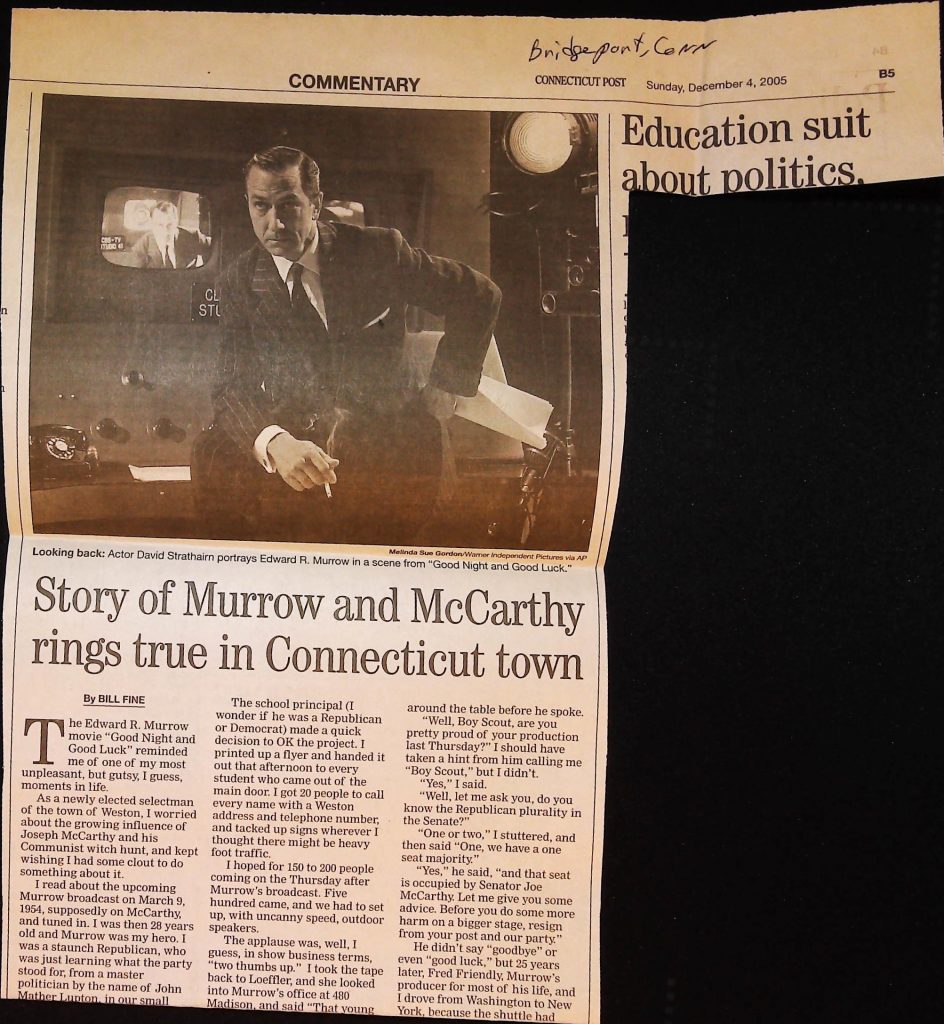 Bridgeport, Conn
COMMENTARY
CONNECTICUT POST Sunday, December 4, 2005
B5
Education suit
about politics,
CBS-TV
STUDIO 41
CL
STU
Melinda Sue Gordon/Warner Independent Pictures via AP
Looking back: Actor David Strathairn portrays Edward R. Murrow in a scene from "Good Night and Good Luck."
Story of Murrow and McCarthy
rings true in Connecticut town
By BILL FINE
The Edward R. Murrow
movie "Good Night and
Good Luck" reminded
me of one of my most
unpleasant, but gutsy, I guess,
moments in life.
As a newly elected selectman
of the town of Weston, I worried
about the growing influence of
Joseph McCarthy and his
Communist witch hunt, and kept
wishing I had some clout to do
something about it.
I read about the upcoming
Murrow broadcast on March 9,
1954, supposedly on McCarthy,
and tuned in. I was then 28 years
old and Murrow was my hero. I
was a staunch Republican, who
was just learning what the party
stood for, from a master
politician by the name of John
Mather Lupton, in our small
The school principal (I
wonder if he was a Republican
or Democrat) made a quick
decision to OK the project. I
printed up a flyer and handed it
out that afternoon to every
student who came out of the
main door. I got 20 people to call
every name with a Weston
address and telephone number,
and tacked up signs wherever I
thought there might be heavy
foot traffic.
I hoped for 150 to 200 people
coming on the Thursday after
Murrow's broadcast. Five
hundred came, and we had to set
up, with uncanny speed, outdoor
speakers.
The applause was, well, I
guess, in show business terms,
"two thumbs up." I took the tape
back to Loeffler, and she looked
into Murrow's office at 480
Madison, and said "That young
around the table before he spoke.
"Well, Boy Scout, are you
pretty proud of your production
last Thursday?" I should have
taken a hint from him calling me
"Boy Scout," but I didn't.
"Yes," I said.
"Well, let me ask you, do you
know the Republican plurality in
the Senate?"
"One or two," I stuttered, and
then said "One, we have a one
seat majority."
"Yes," he said, "and that seat
is occupied by Senator Joe
McCarthy. Let me give you some
advice. Before you do some more
harm on a bigger stage, resign
from your post and our party."
He didn't say "goodbye" or
even "good luck," but 25 years
later, Fred Friendly, Murrow's
producer for most of his life, and
I drove from Washington to New
York, because the shuttle had